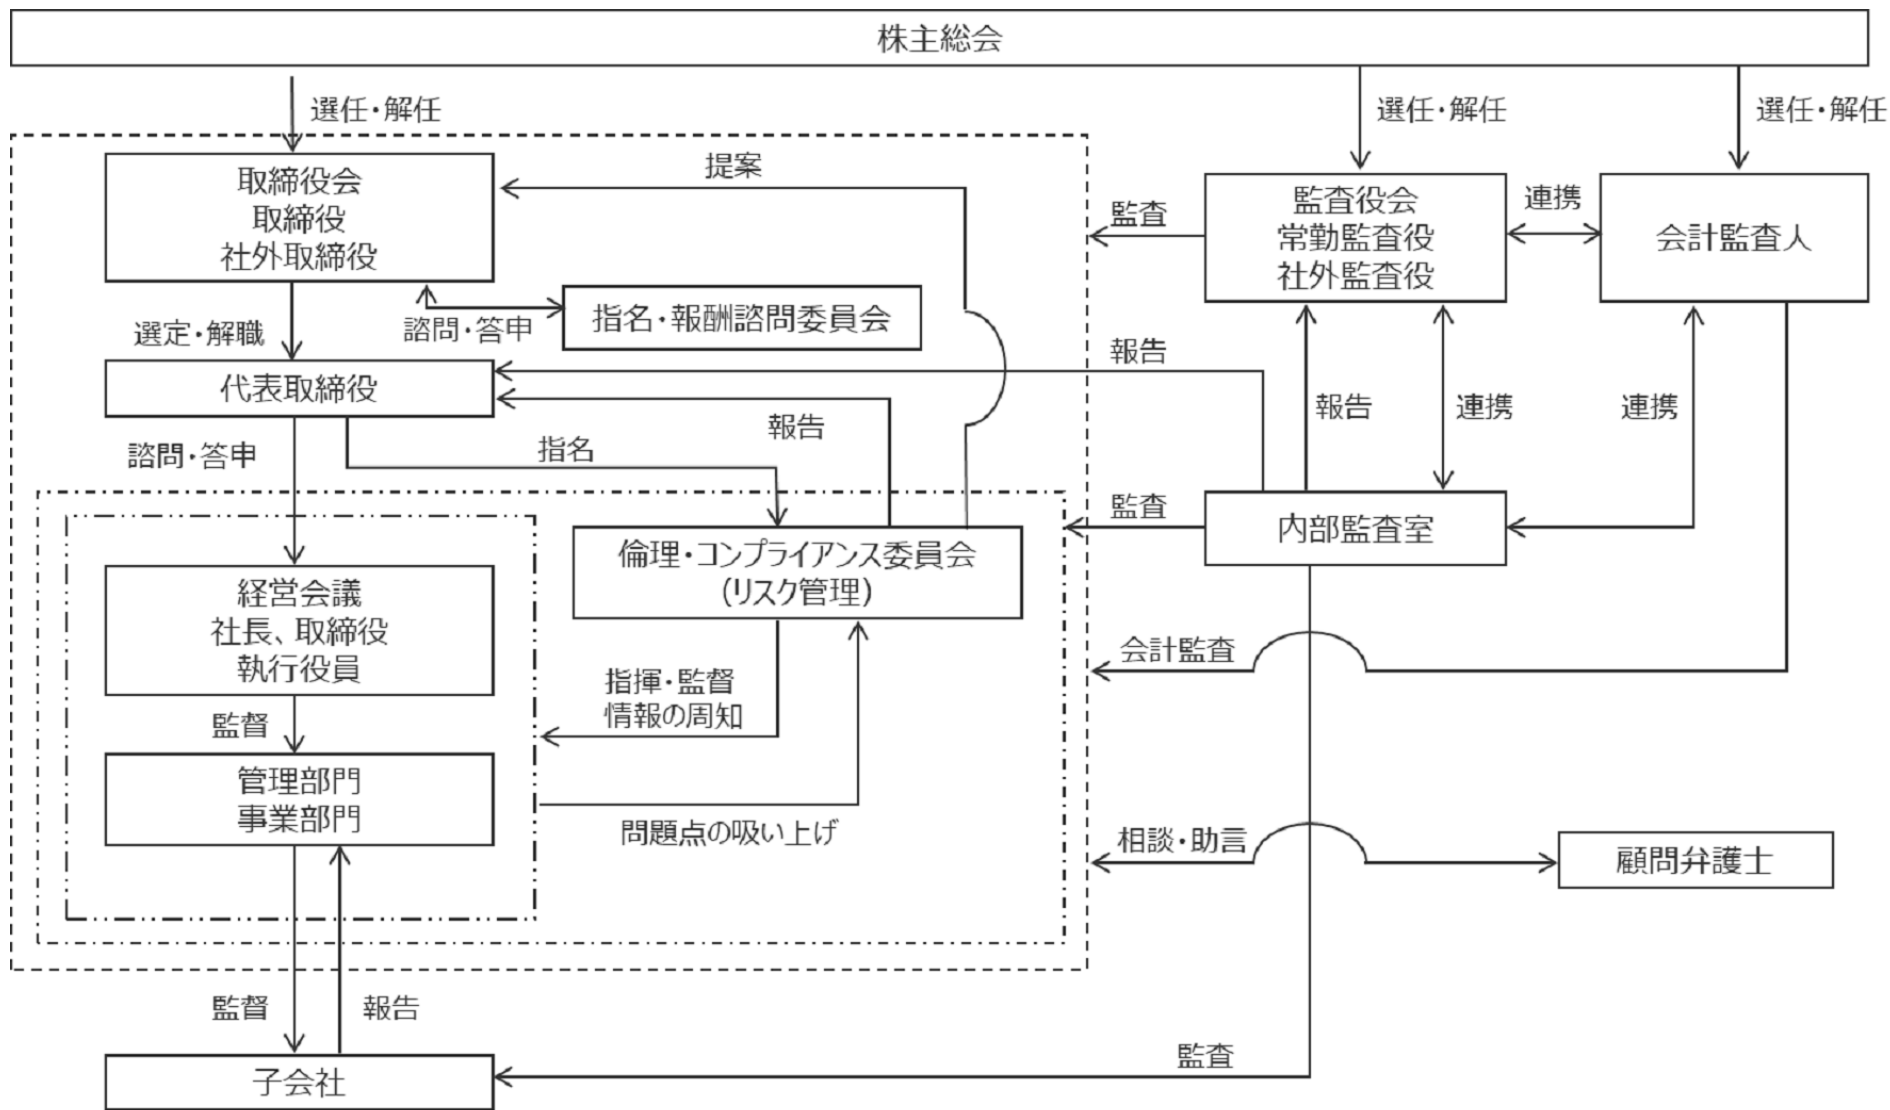 株主総会
選任・解任
選任・解任
選任・解任
取締役会
取締役
社外取締役
提案
監査
監査役会
常勤監査役
社外監査役
連携
会計監査人
選定・解職
諮問・答申
指名・報酬諮問委員会
代表取締役
報告
報告
連携
連携
諮問・答申
指名
報告
監査
内部監査室
倫理・コンプライアンス委員会
(リスク管理)
経営会議
社長、取締役
執行役員
指揮・監督
情報の周知
会計監査
監督
管理部門
事業部門
問題点の吸い上げ
相談・助言
顧問弁護士
監督
報告
監査
子会社